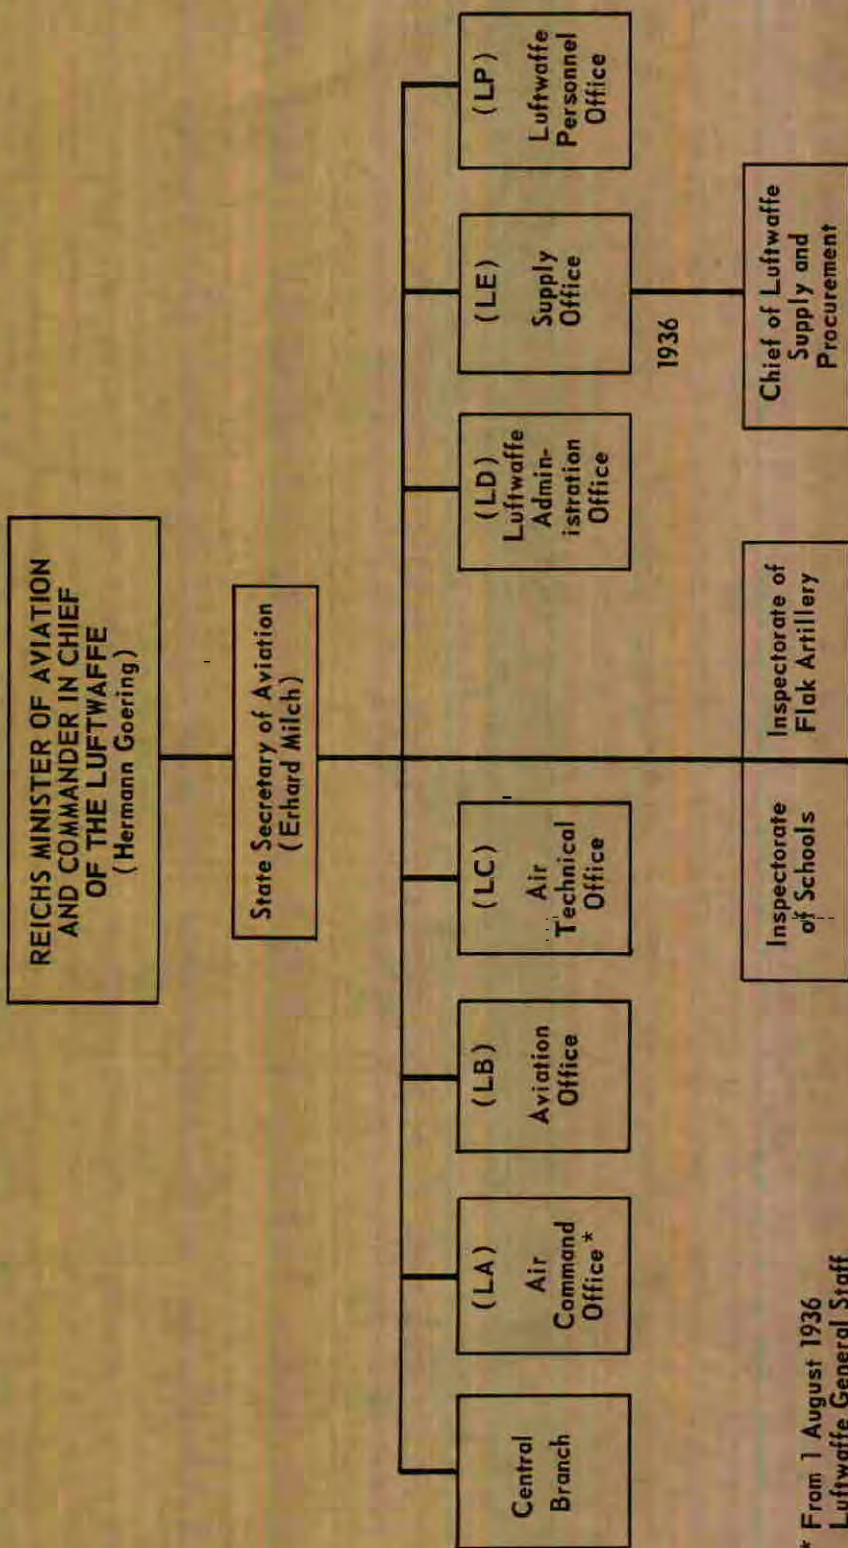 REICHS MINISTER OF AVIATION
AND COMMANDER IN CHIEF
OF THE LUFTWAFFE
(Hermann Goering)
State Secretary of Aviation
(Erhard Milch)
Central
Branch
(LA)
Air
Command
Office*
(LB)
Aviation
Office
(LC)
Air
Technical
Office
(LD)
Luftwaffe
Admin-
istration
Office
(LE)
Supply
Office
(LP)
Luftwaffe
Personnel
Office
1936
Inspectorate
of Schools
Inspectorate of
Flak Artillery
Chief of Luftwaffe
Supply and
Procurement
* From 1 August 1936
Luftwaffe General Staff